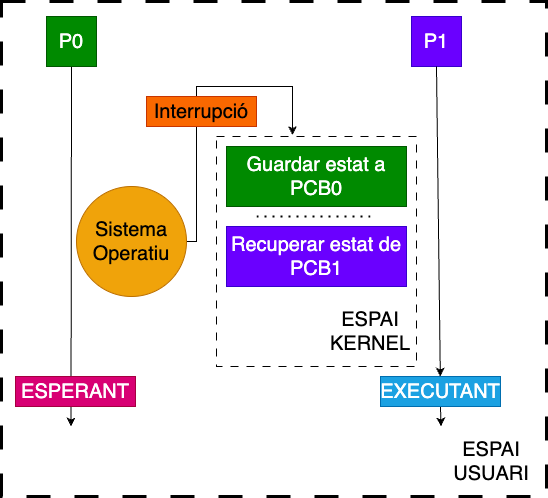 P0
P1
Interrupció
Guardar estat a
PCB0
Sistema
Operatiu
Recuperar estat de
PCB1
ESPAI
KERNEL
ESPERANT
EXECUTANT
ESPAI
USUARI